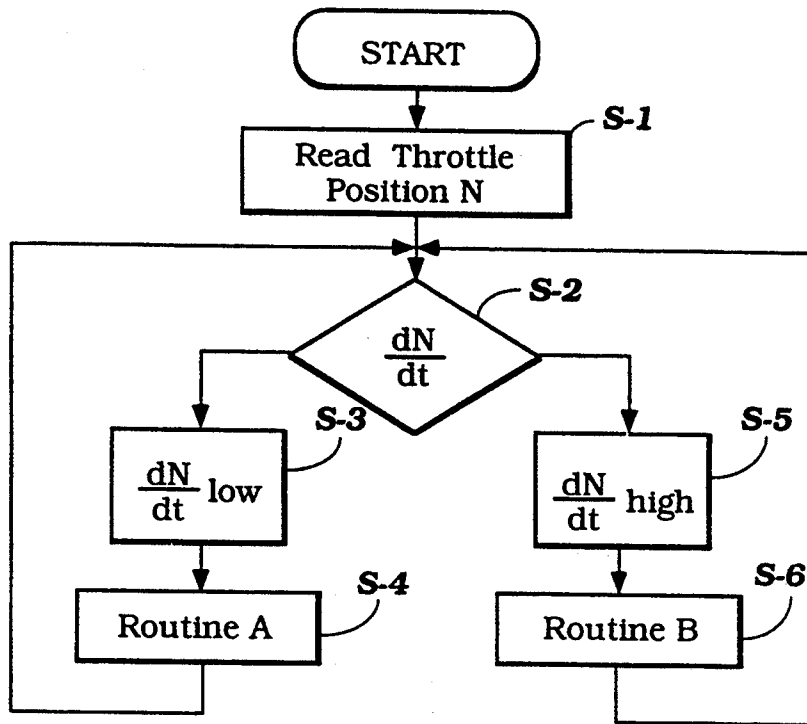 START
S-1
Read Throttle
Position N
S-2
dN
dt
S-3
dN
dt low
S-5
dN
dt high
S-4
Routine A
S-6
Routine B